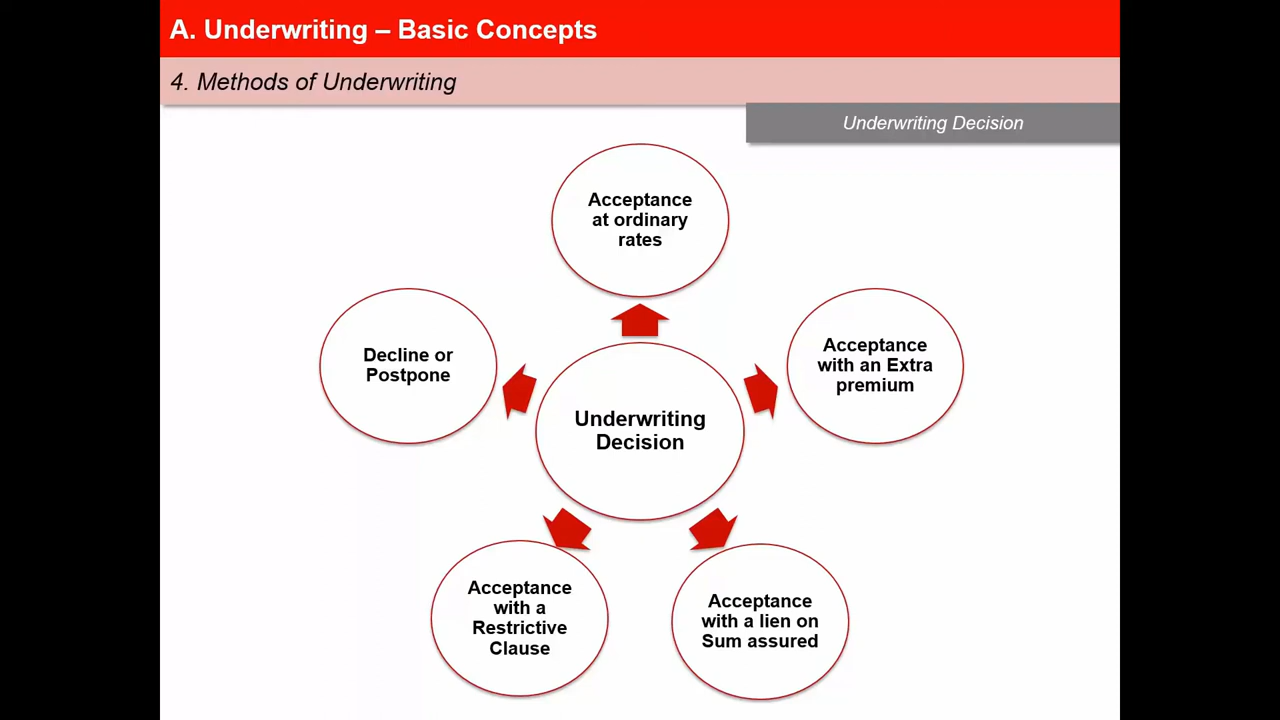 A. Underwriting – Basic Concepts
4. Methods of Underwriting
Underwriting Decision
Acceptance
at ordinary
rates
Decline or
Postpone
Acceptance
with an Extra
premium
Underwriting
Decision
Acceptance
with a
Restrictive
Clause
Acceptance
with a lien on
Sum assured